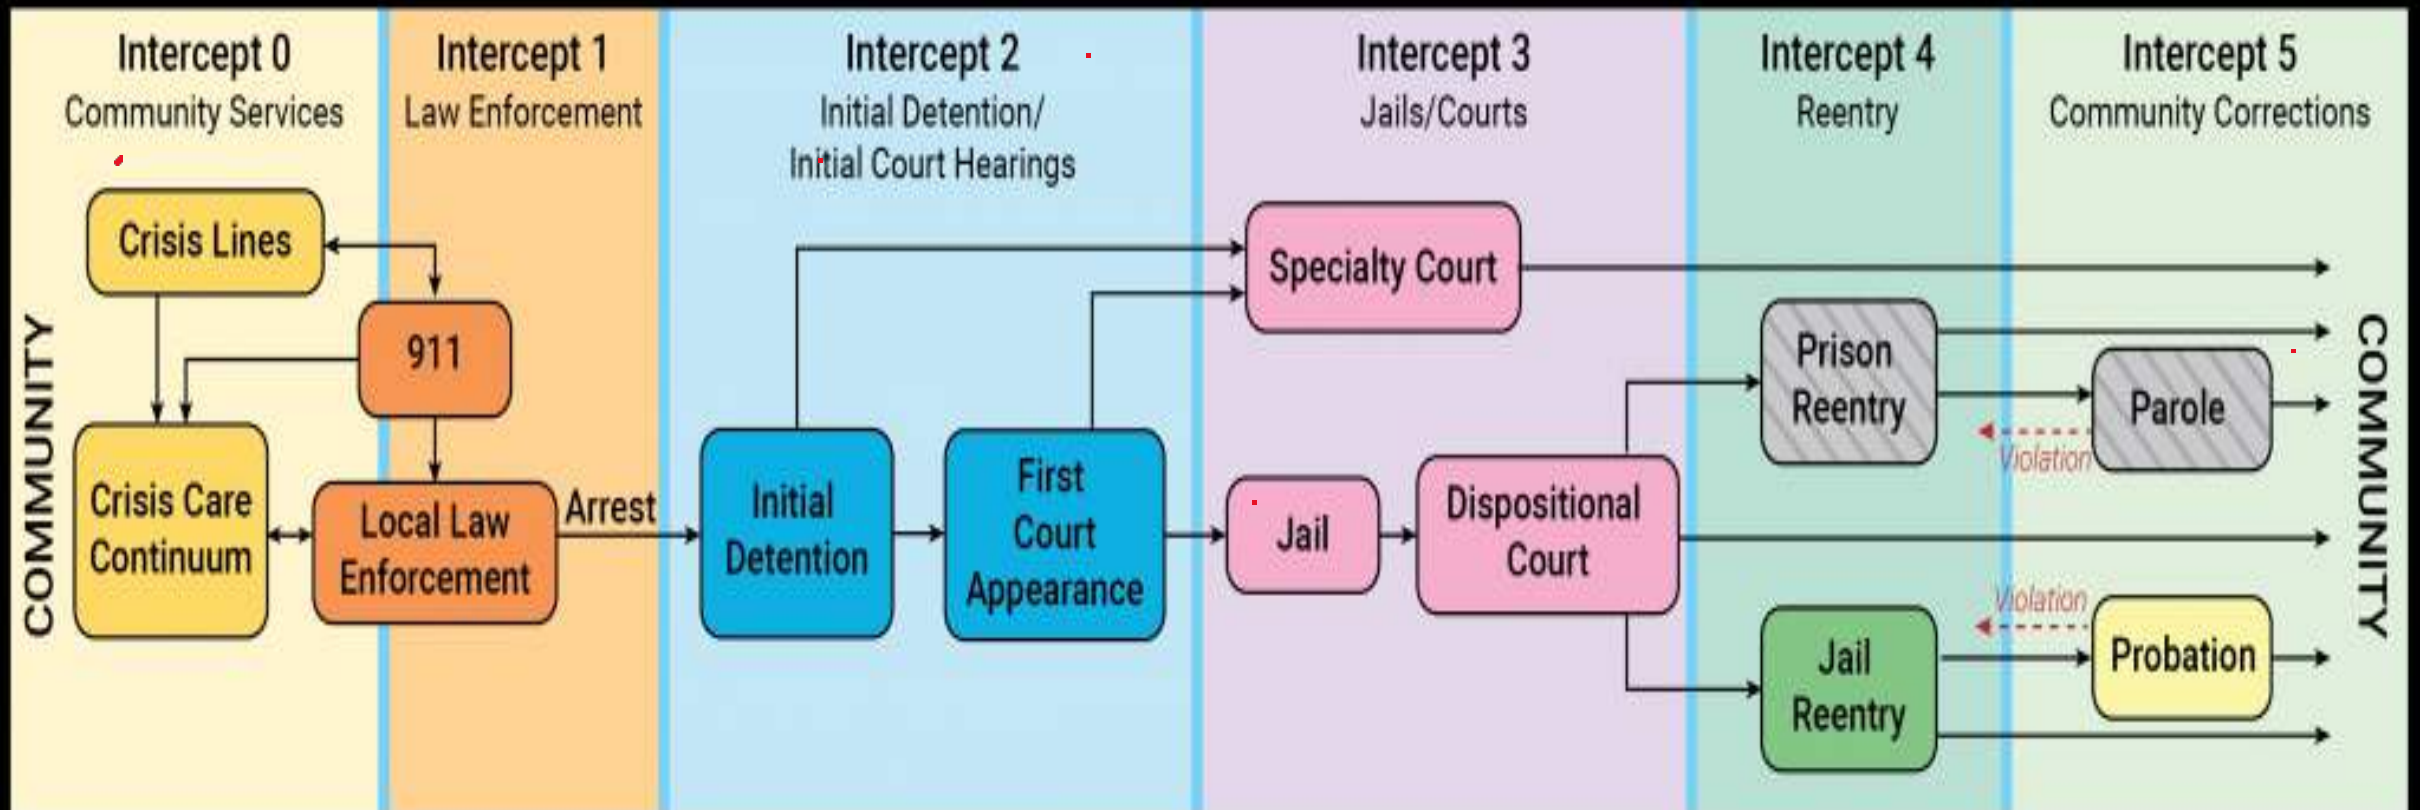 Intercept 0
Community Services
Intercept 1
Law Enforcement
Intercept 2
Initial Detention/
Initial Court Hearings
Intercept 3
Jails/Courts
Intercept 4
Reentry
Intercept 5
Community Corrections
COMMUNITY
Crisis Lines
911
Crisis Care
Continuum
Local Law
Enforcement
Arrest
Initial
Detention
First
Court
Appearance
Specialty Court
Jail
Dispositional
Court
Prison
Reentry
Parole
Violation
Jail
Reentry
Violation
Probation
COMMUNITY